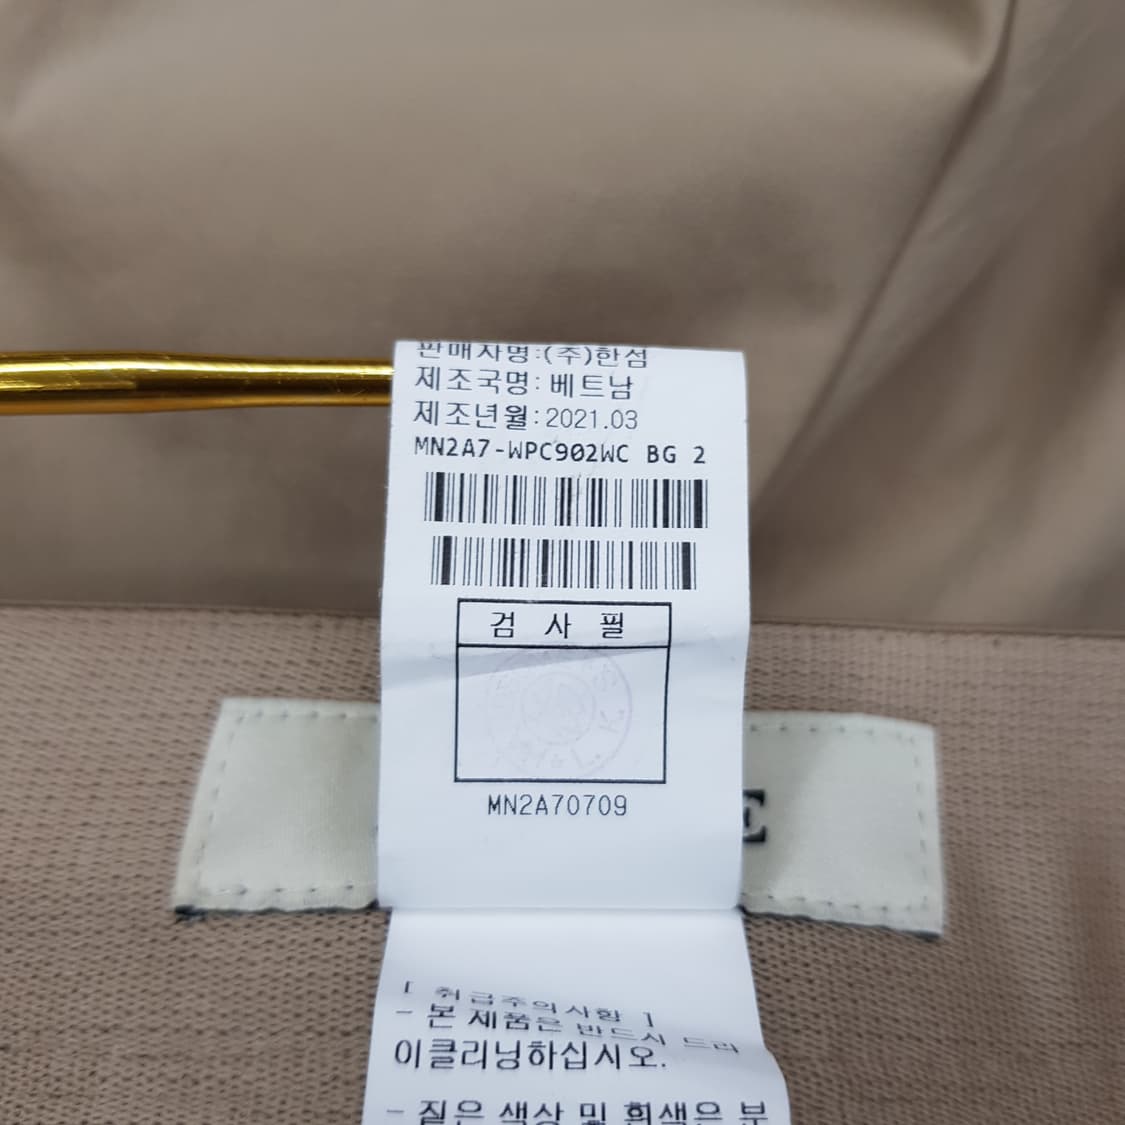 판매자명:(주)한섬
제조국명:베트남
제조년월:2021.03
MN2A7-WPC902WC BG 2
검 사 필
MN2A70709
E
[ 취급주의사항 ]
- 본 제품은 반드시 드라
이클리닝하십시오.
- 짙은 색상 및 흰색은 분